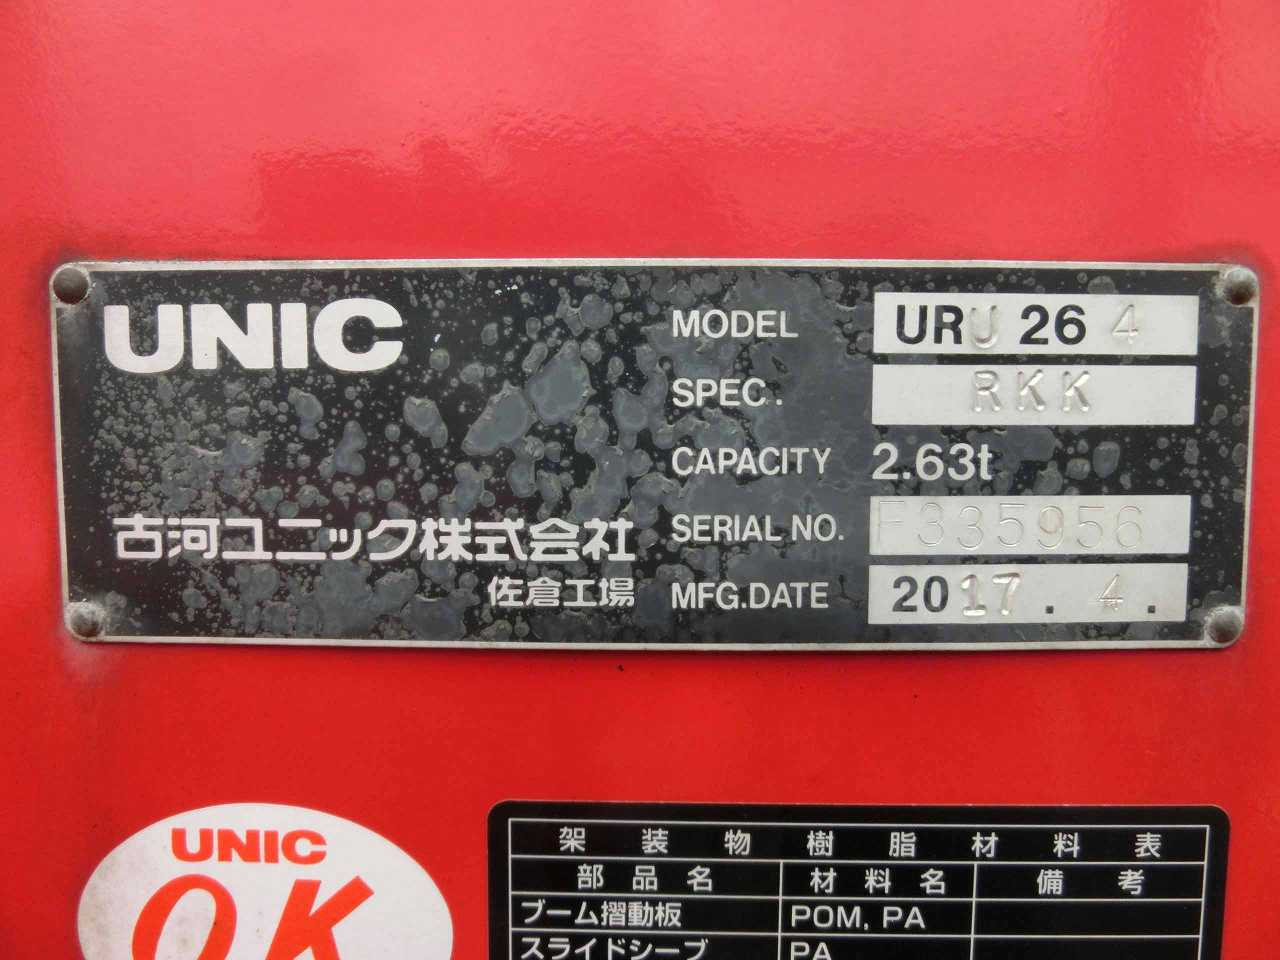 UNIC
MODEL URU264
SPEC. RKK
CAPACITY 2.63t
SERIAL NO. F335956
MFG.DATE 2017.4.
古河ユニック株式会社
佐倉工場
UNIC
OK
架装物樹脂材料表
部品名 材料名 備考
ブーム摺動板 POM, PA
スライドシーブ PA